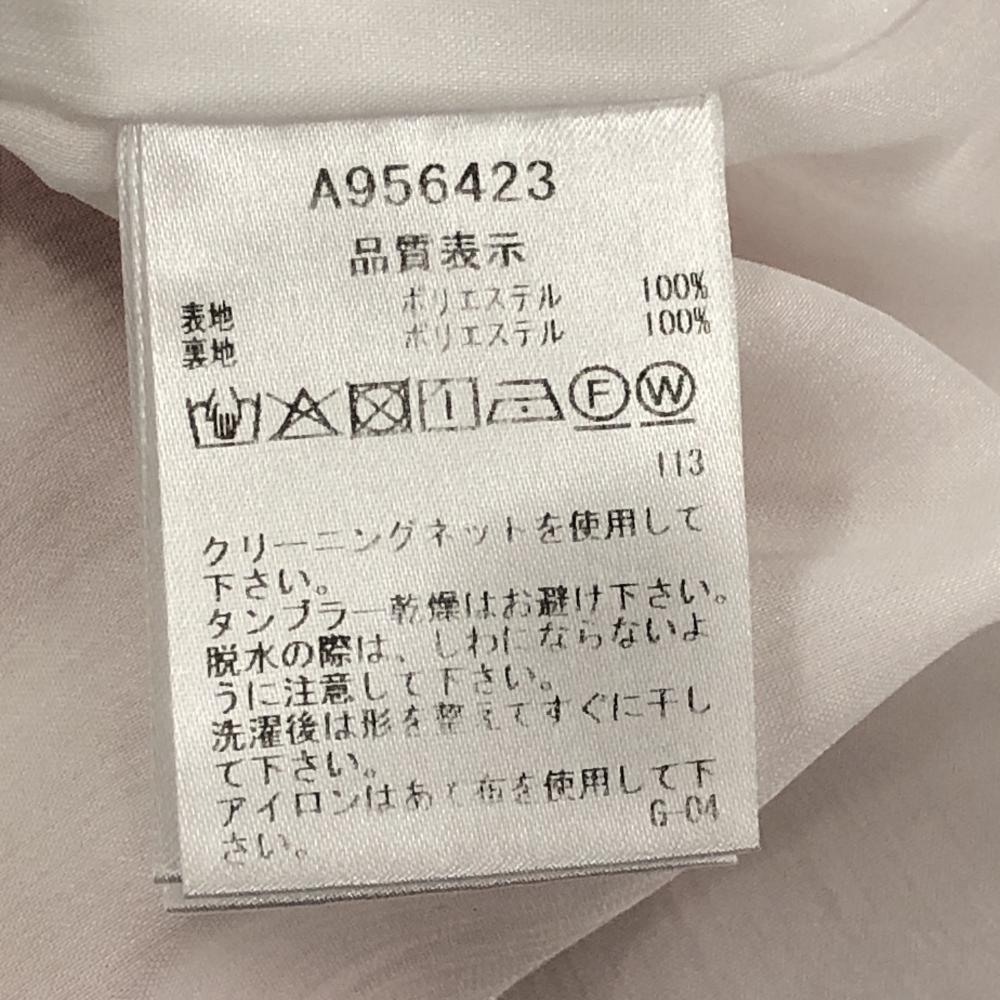 A956423
品質表示
表地 ポリエステル 100%
裏地 ポリエステル 100%
F W
113
クリーニングネットを使用して
下さい。
タンブラー乾燥はお避け下さい。
脱水の際は、しわにならないよ
うに注意して下さい。
洗濯後は形を整えてすぐに干し
て下さい。
アイロンはあて布を使用して下
さい。
G-04